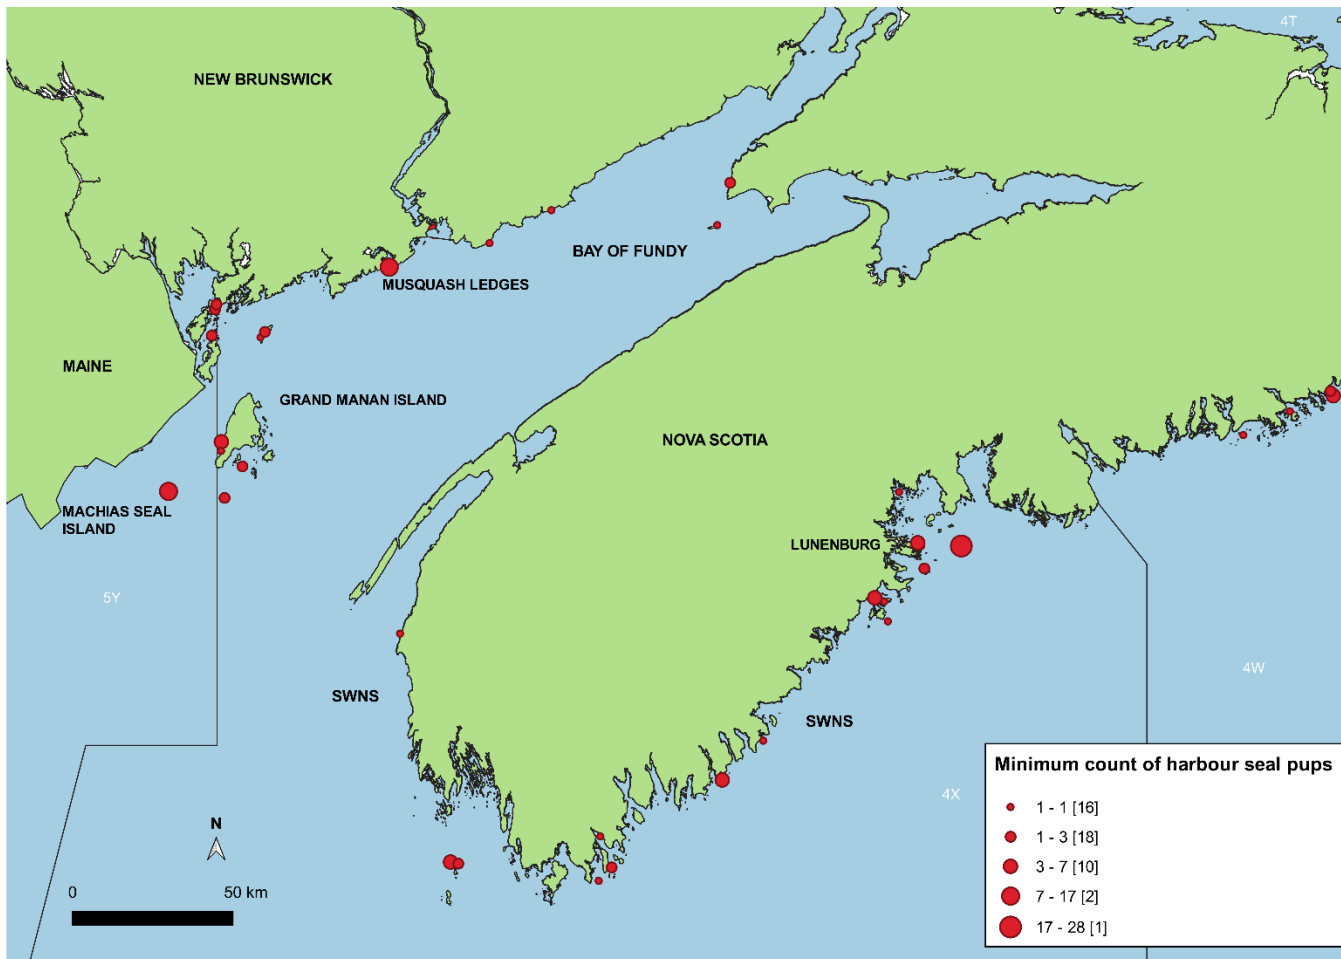 4T
NEW BRUNSWICK
BAY OF FUNDY
MUSQUASH LEDGES
MAINE
GRAND MANAN ISLAND
NOVA SCOTIA
MACHIAS SEAL
ISLAND
LUNENBURG
5Y
4W
SWNS
SWNS
4X
Minimum count of harbour seal pups
1 - 1 [16]
1 - 3 [18]
3 - 7 [10]
7 - 17 [2]
17 - 28 [1]
N
0 50 km